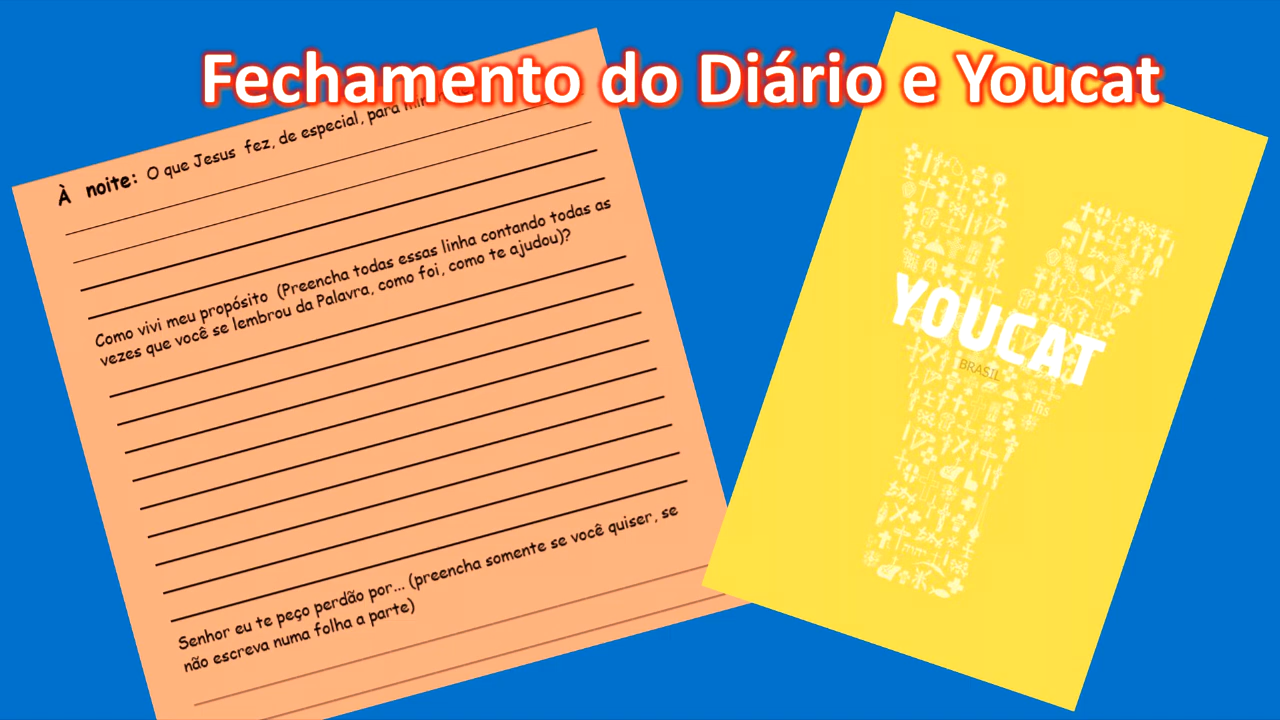 Fechamento do Diário e Youcat
À noite: O que Jesus fez, de especial, para
Como vivi meu propósito (Preencha todas essas linha contando todas as
vezes que você se lembrou da Palavra, como foi, como te ajudou)?
Senhor eu te peço perdão por... (preencha somente se você quiser, se
não escreva numa folha a parte)
YOUCAT
BRASIL